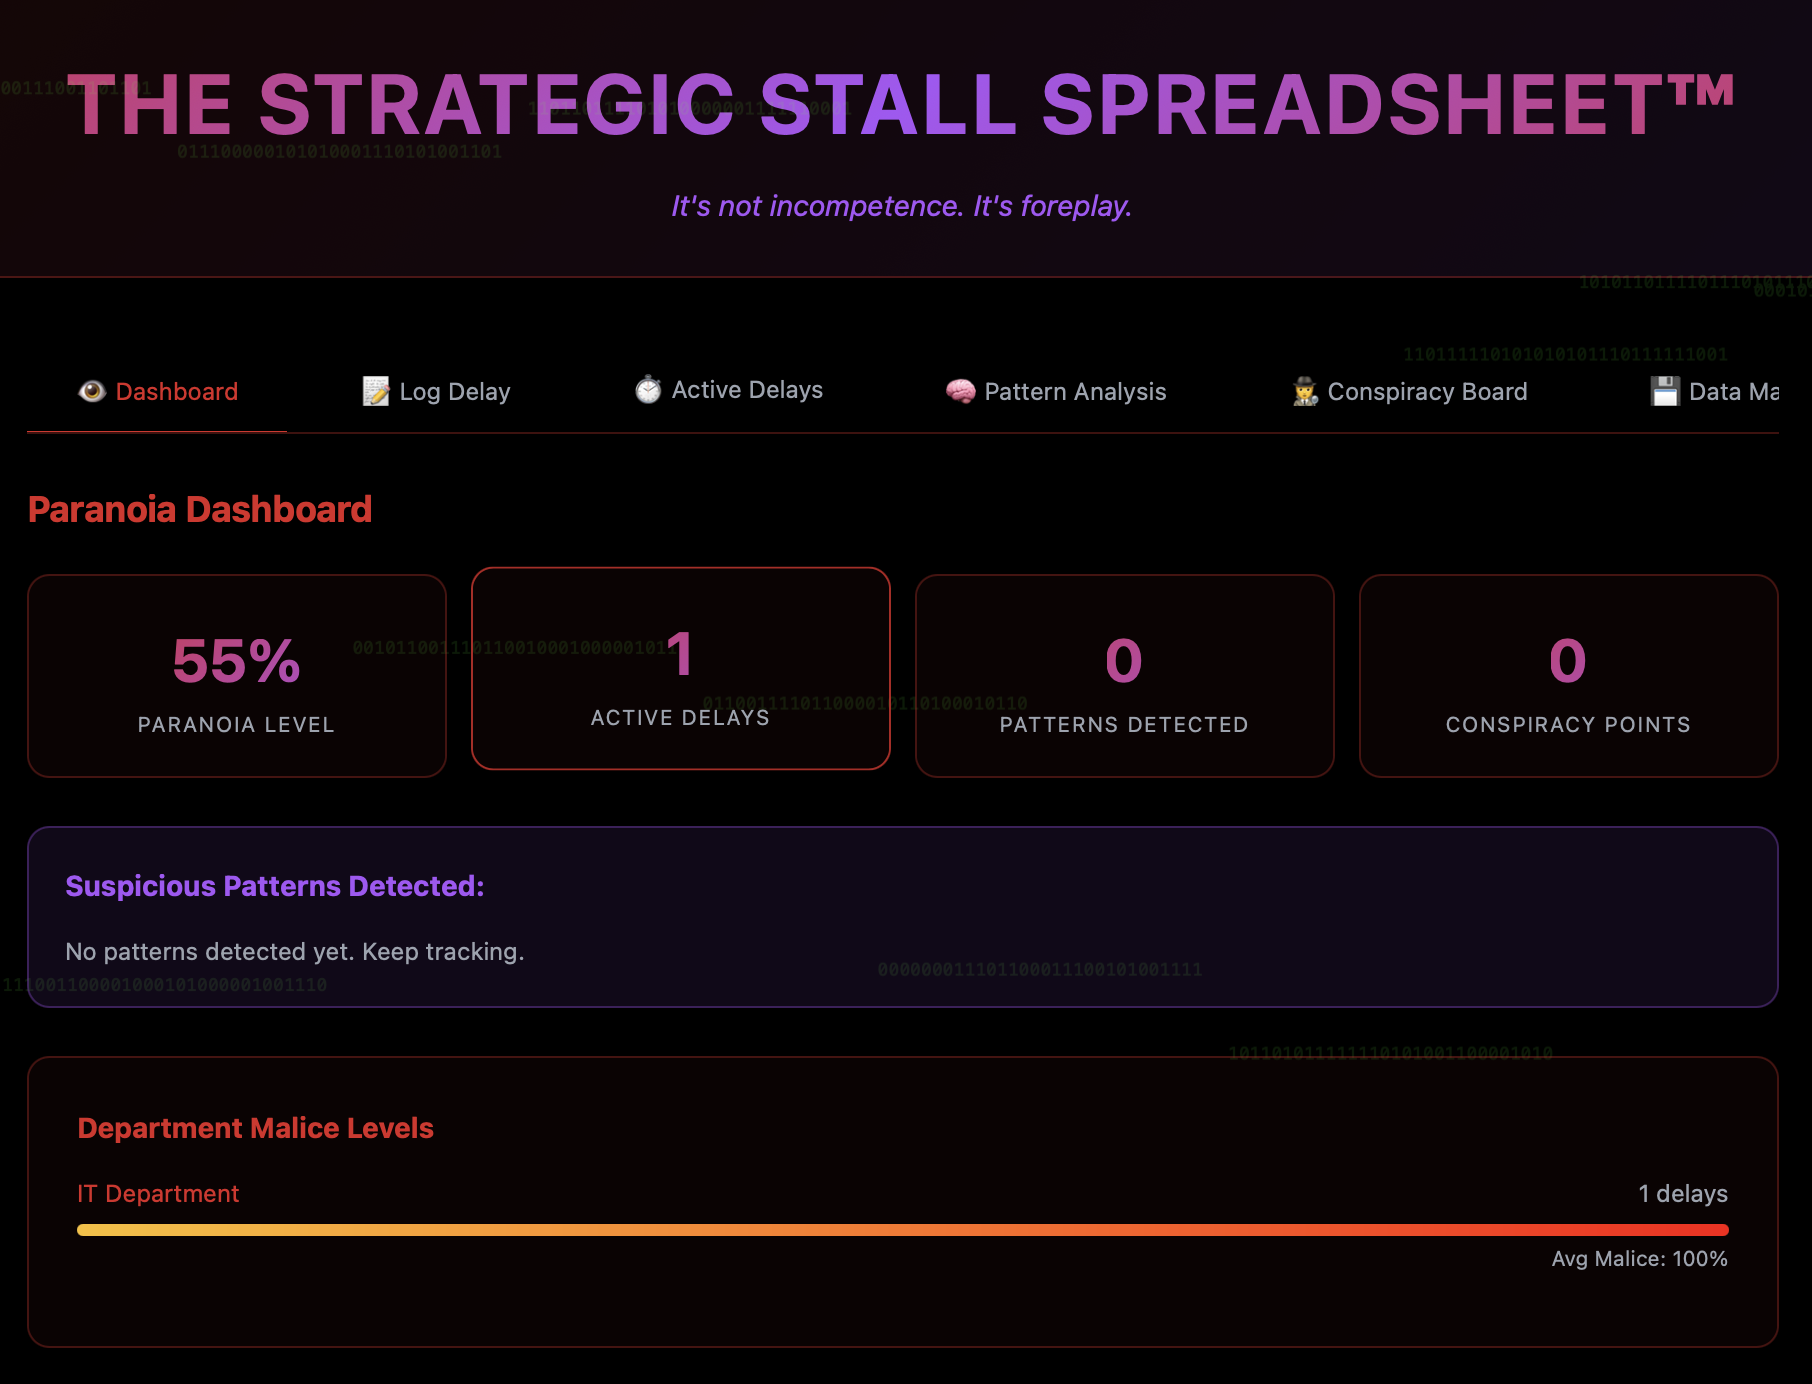 THE STRATEGIC STALL SPREADSHEET™
It's not incompetence. It's foreplay.
Dashboard
Log Delay
Active Delays
Pattern Analysis
Conspiracy Board
Data Ma
Paranoia Dashboard
55%
PARANOIA LEVEL
1
ACTIVE DELAYS
0
PATTERNS DETECTED
0
CONSPIRACY POINTS
Suspicious Patterns Detected:
No patterns detected yet. Keep tracking.
Department Malice Levels
IT Department
1 delays
Avg Malice: 100%